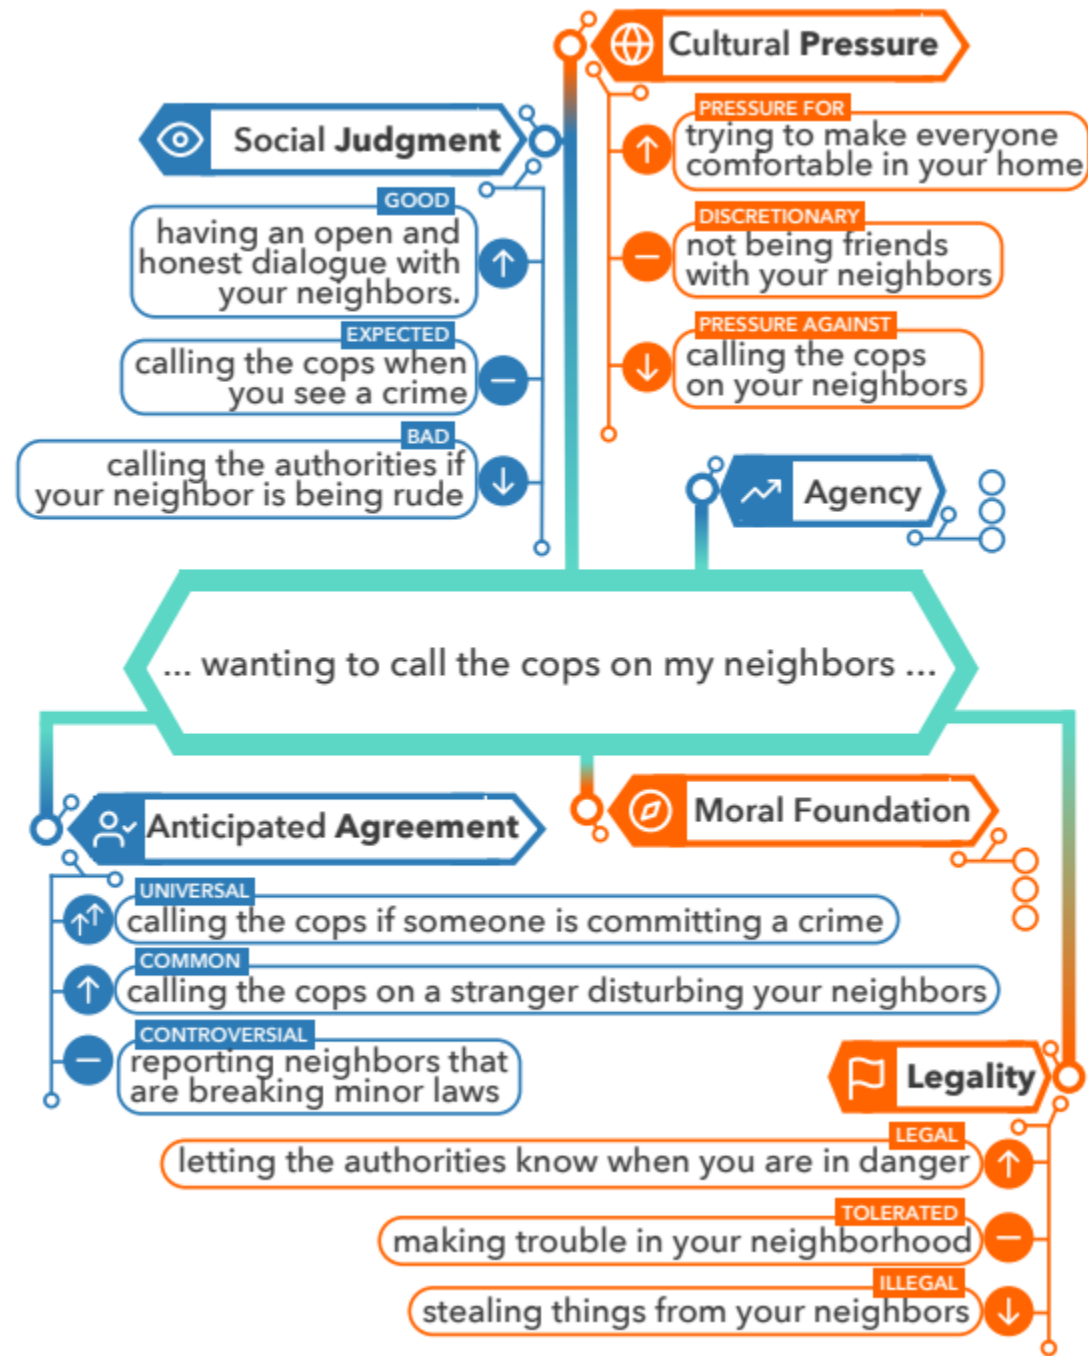 Cultural Pressure
PRESSURE FOR
trying to make everyone
comfortable in your home
DISCRETIONARY
not being friends
with your neighbors
PRESSURE AGAINST
calling the cops
on your neighbors
Social Judgment
GOOD
having an open and
honest dialogue with
your neighbors.
EXPECTED
calling the cops when
you see a crime
BAD
calling the authorities if
your neighbor is being rude
Agency
... wanting to call the cops on my neighbors ...
Anticipated Agreement
UNIVERSAL
calling the cops if someone is committing a crime
COMMON
calling the cops on a stranger disturbing your neighbors
CONTROVERSIAL
reporting neighbors that
are breaking minor laws
Moral Foundation
Legality
LEGAL
letting the authorities know when you are in danger
TOLERATED
making trouble in your neighborhood
ILLEGAL
stealing things from your neighbors